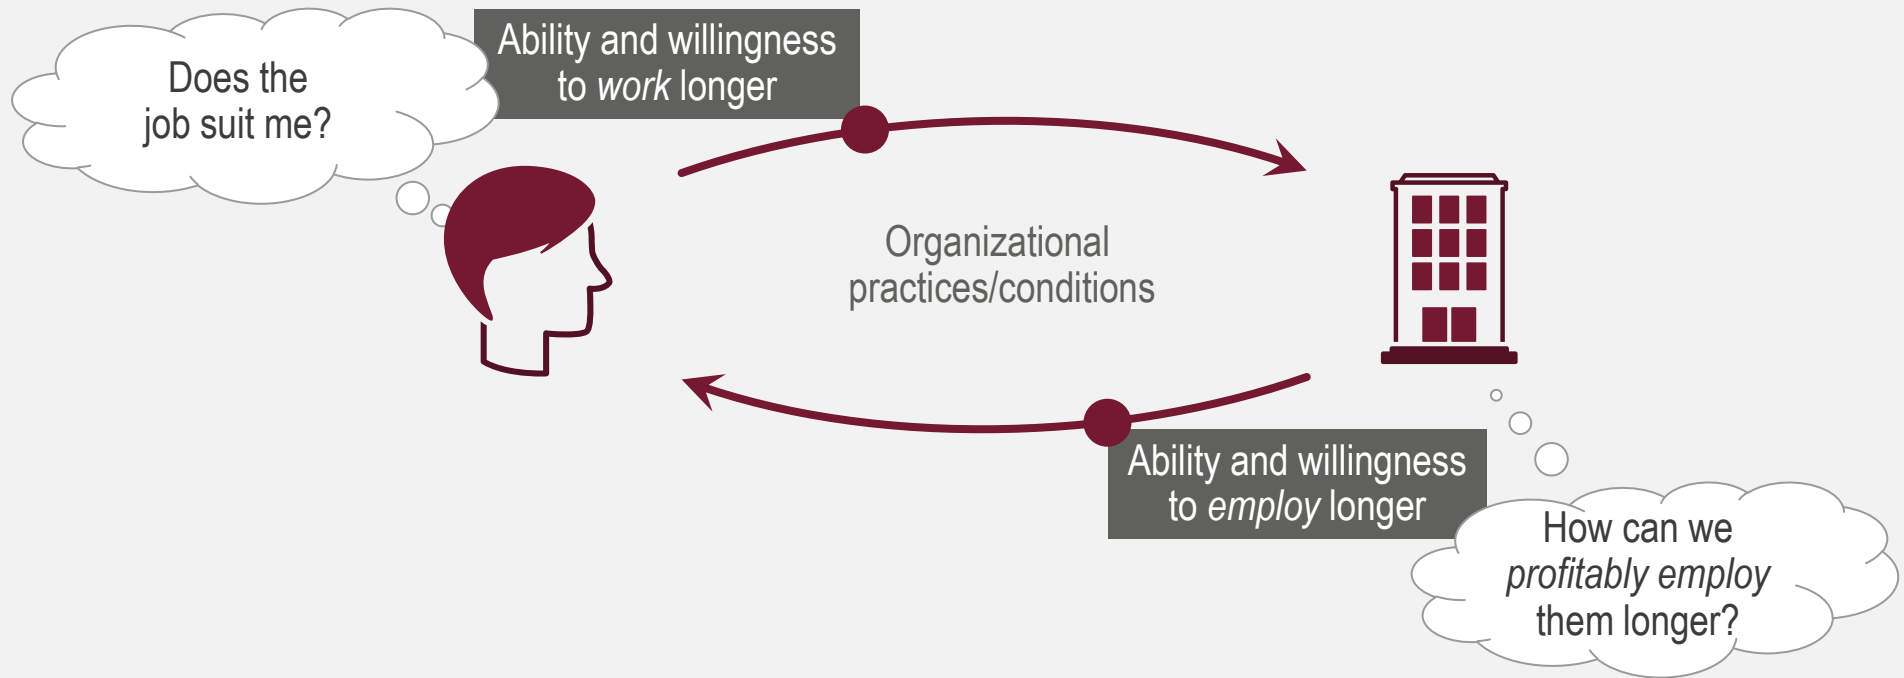 Does the
job suit me?
Ability and willingness
to work longer
Organizational
practices/conditions
Ability and willingness
to employ longer
How can we
profitably employ
them longer?